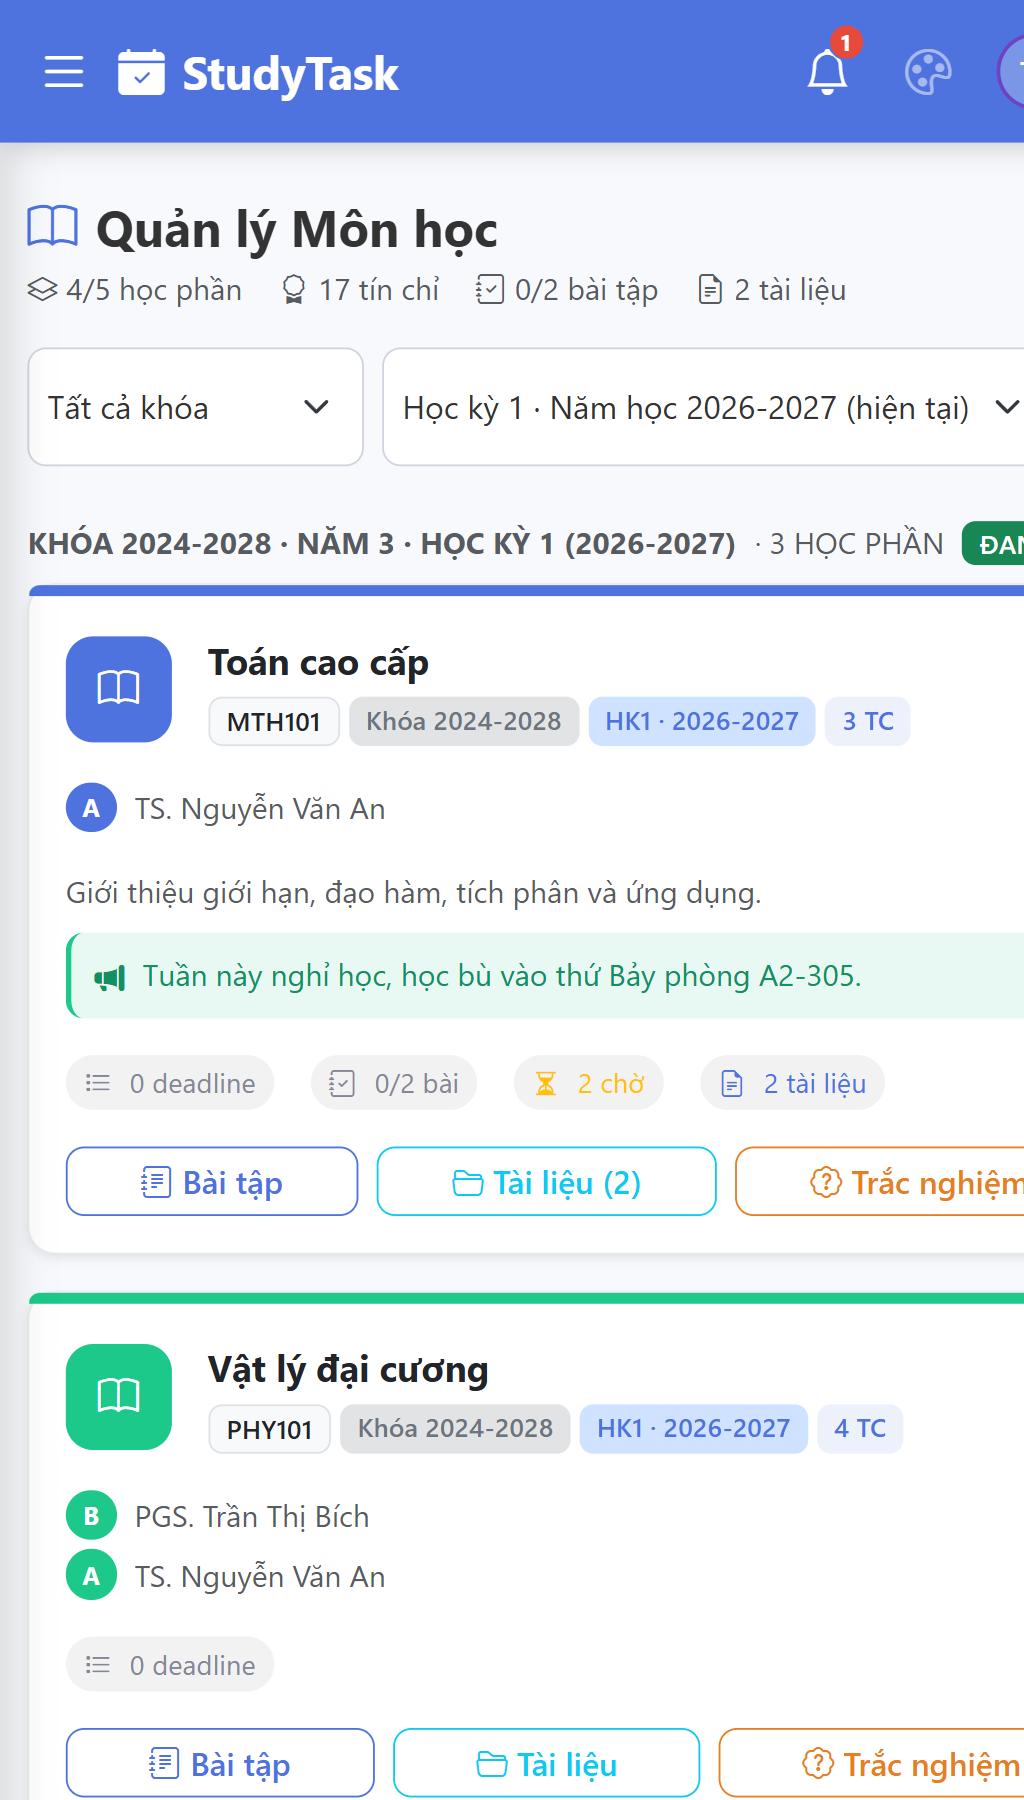 StudyTask
1
Quản lý Môn học
4/5 học phần 17 tín chỉ 0/2 bài tập 2 tài liệu
Tất cả khóa
Học kỳ 1 · Năm học 2026-2027 (hiện tại)
KHÓA 2024-2028 · NĂM 3 · HỌC KỲ 1 (2026-2027) · 3 HỌC PHẦN
Toán cao cấp
MTH101 Khóa 2024-2028 HK1 · 2026-2027 3 TC
A TS. Nguyễn Văn An
Giới thiệu giới hạn, đạo hàm, tích phân và ứng dụng.
Tuần này nghỉ học, học bù vào thứ Bảy phòng A2-305.
0 deadline 0/2 bài 2 chờ 2 tài liệu
Bài tập Tài liệu (2) Trắc nghiệm
Vật lý đại cương
PHY101 Khóa 2024-2028 HK1 · 2026-2027 4 TC
B PGS. Trần Thị Bích
A TS. Nguyễn Văn An
0 deadline
Bài tập Tài liệu Trắc nghiệm